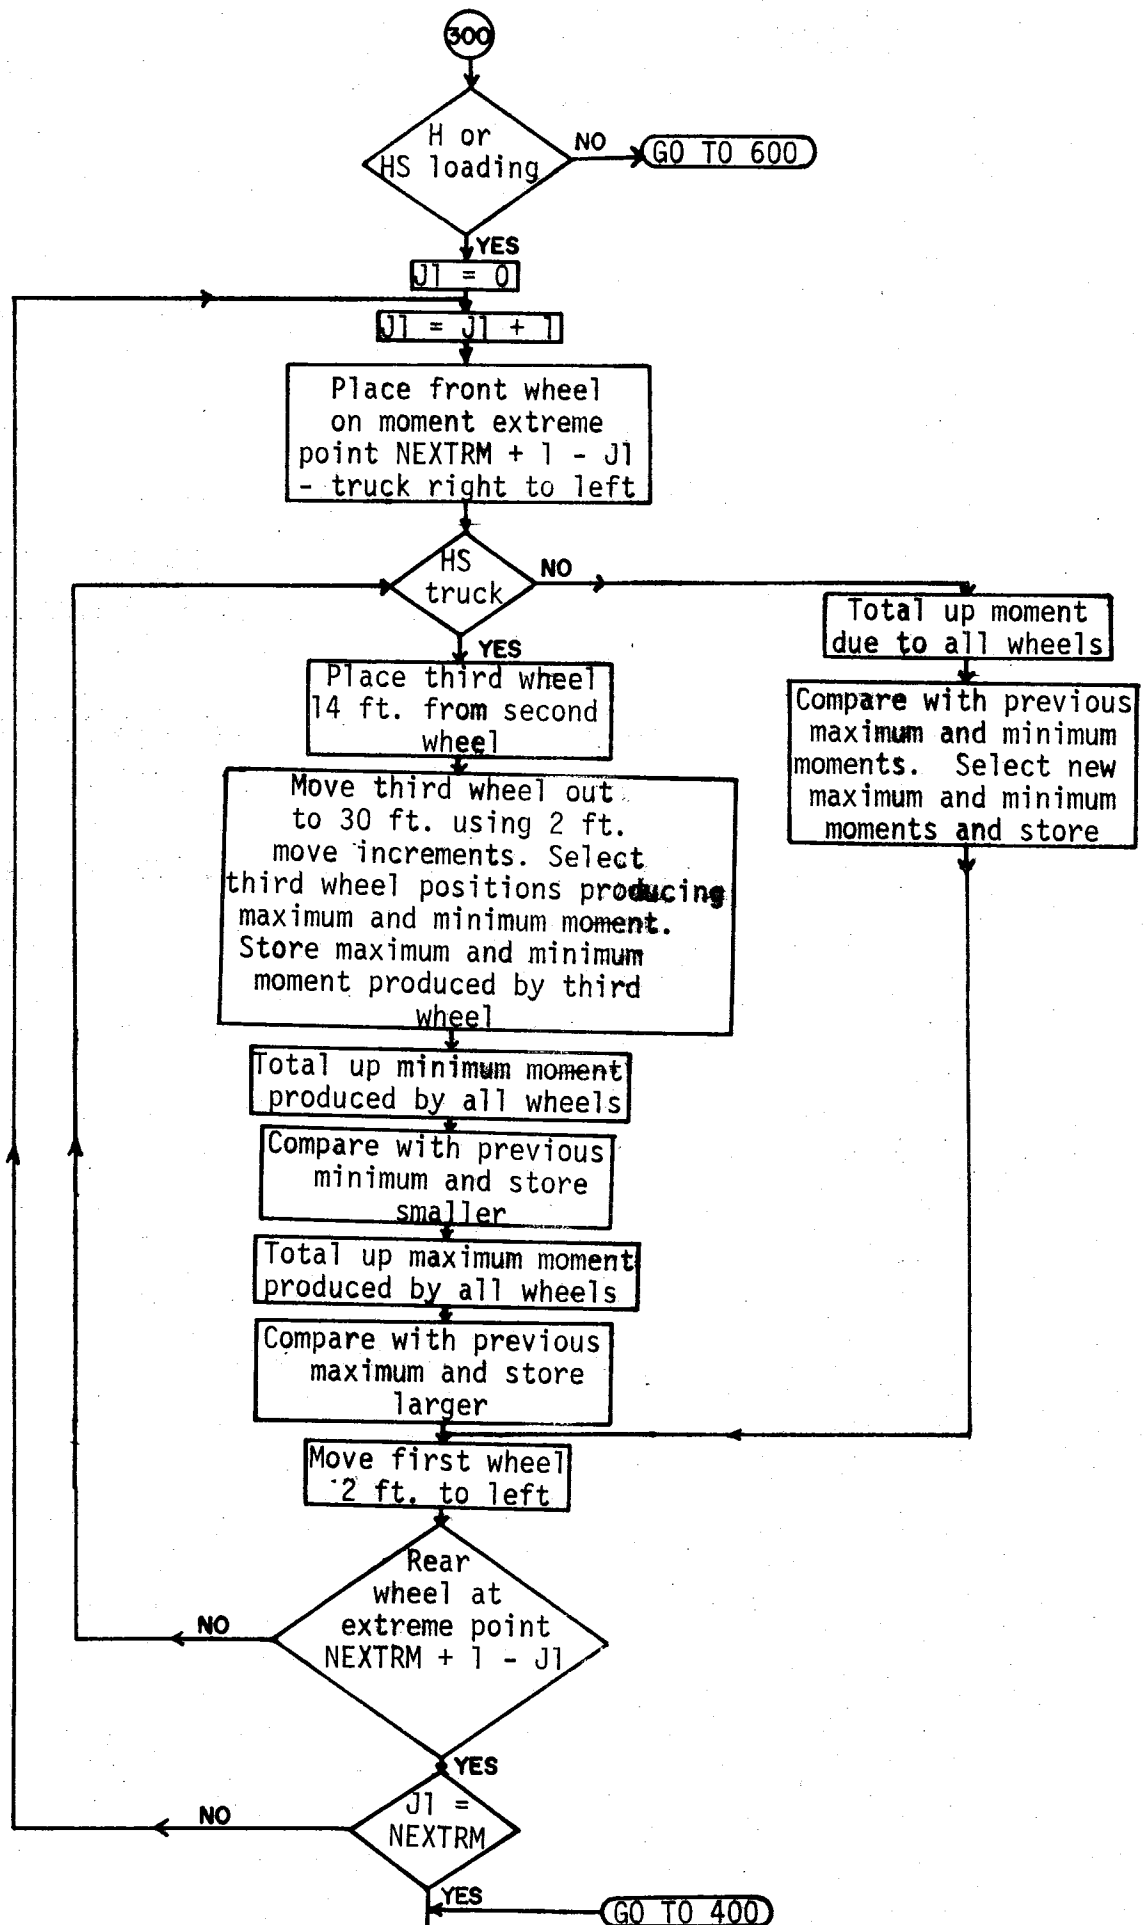 300
H or
HS loading
NO
GO TO 600
YES
J1 = 0
J1 = J1 + 1
Place front wheel
on moment extreme
point NEXTRM + 1 - J1
- truck right to left
HS
truck
NO
YES
Total up moment
due to all wheels
Compare with previous
maximum and minimum
moments. Select new
maximum and minimum
moments and store
Place third wheel
14 ft. from second
wheel
Move third wheel out
to 30 ft. using 2 ft.
move increments. Select
third wheel positions producing
maximum and minimum moment.
Store maximum and minimum
moment produced by third
wheel
Total up minimum moment
produced by all wheels
Compare with previous
minimum and store
smaller
Total up maximum moment
produced by all wheels
Compare with previous
maximum and store
larger
Move first wheel
2 ft. to left
Rear
wheel at
extreme point
NEXTRM + 1 - J1
NO
YES
J1 =
NEXTRM
NO
YES
GO TO 400